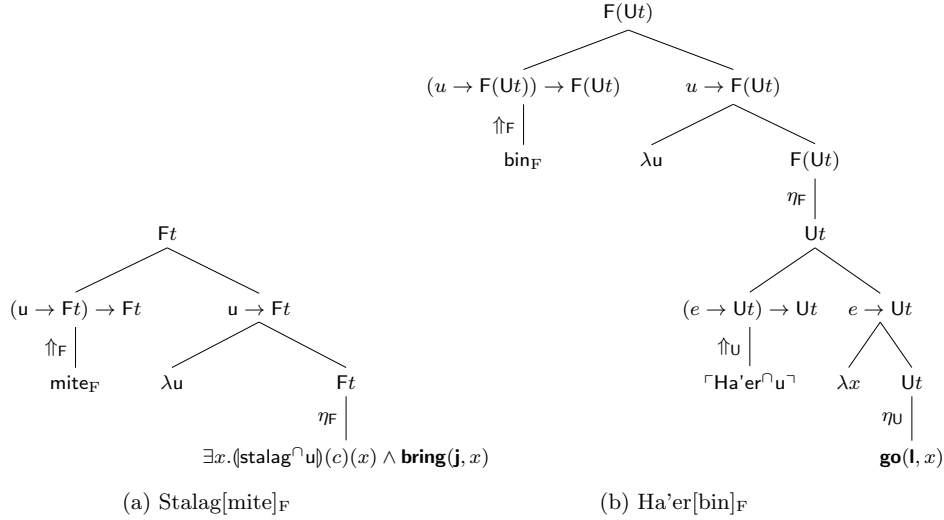 F(Ut)
(u → F(Ut)) → F(Ut) u → F(Ut)
⇑F
bin_F λu F(Ut)
η_F
Ft Ut
(u → Ft) → Ft u → Ft (e → Ut) → Ut e → Ut
⇑F ⇑U
mite_F λu Ft ⌜Ha'er⌒u⌝ λx Ut
η_F η_U
∃x.⦇stalag⌒u⦈(c)(x) ∧ bring(j, x) go(l, x)
(a) Stalag[mite]_F (b) Ha'er[bin]_F